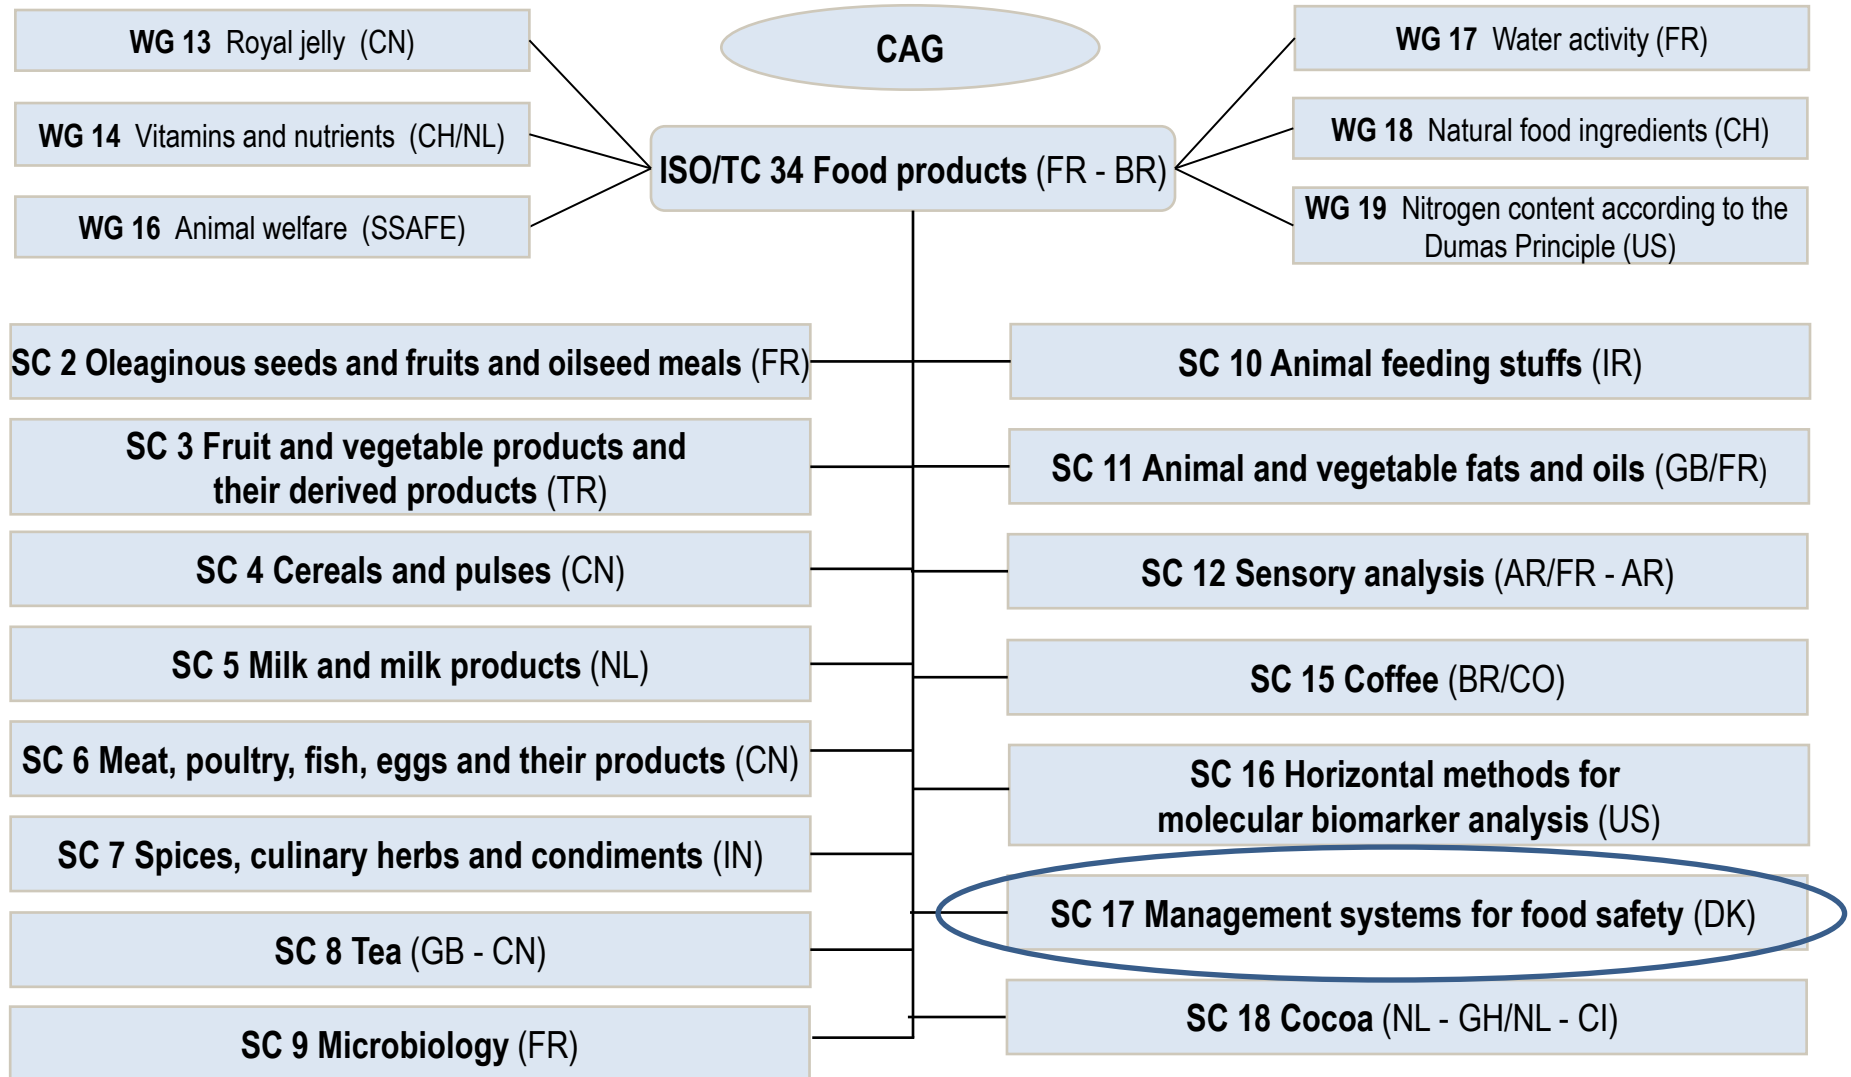 WG 13 Royal jelly (CN)
CAG
WG 17 Water activity (FR)
WG 14 Vitamins and nutrients (CH/NL)
WG 18 Natural food ingredients (CH)
ISO/TC 34 Food products (FR - BR)
WG 16 Animal welfare (SSAFE)
WG 19 Nitrogen content according to the
Dumas Principle (US)
SC 2 Oleaginous seeds and fruits and oilseed meals (FR)
SC 10 Animal feeding stuffs (IR)
SC 3 Fruit and vegetable products and
their derived products (TR)
SC 11 Animal and vegetable fats and oils (GB/FR)
SC 4 Cereals and pulses (CN)
SC 12 Sensory analysis (AR/FR - AR)
SC 5 Milk and milk products (NL)
SC 15 Coffee (BR/CO)
SC 6 Meat, poultry, fish, eggs and their products (CN)
SC 16 Horizontal methods for
molecular biomarker analysis (US)
SC 7 Spices, culinary herbs and condiments (IN)
SC 17 Management systems for food safety (DK)
SC 8 Tea (GB - CN)
SC 18 Cocoa (NL - GH/NL - CI)
SC 9 Microbiology (FR)